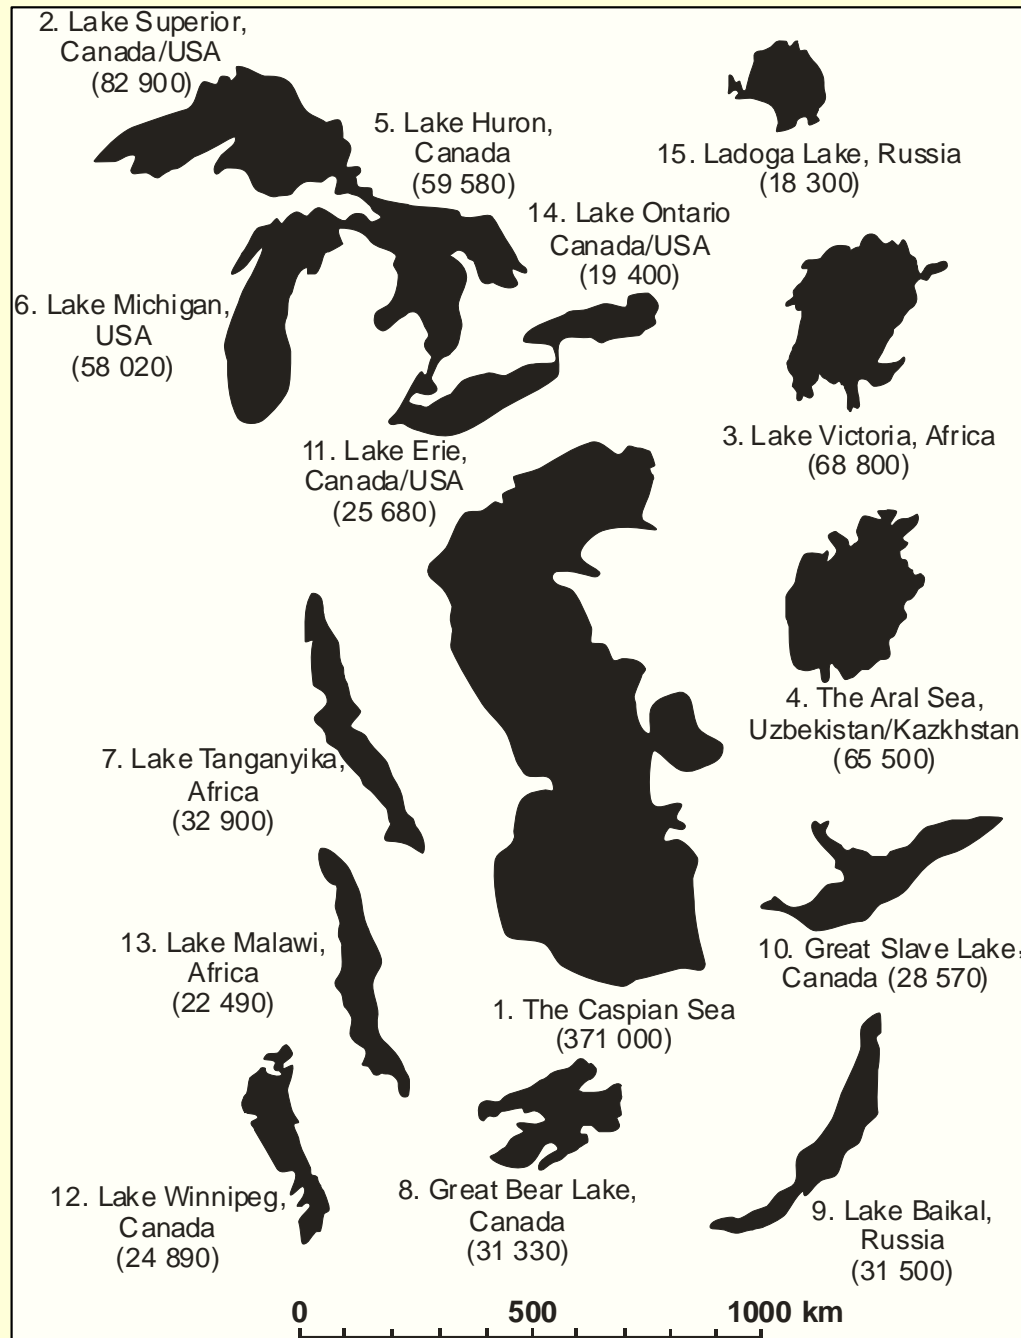 2. Lake Superior,
Canada/USA
(82 900)
5. Lake Huron,
Canada
(59 580)
15. Ladoga Lake, Russia
(18 300)
14. Lake Ontario
Canada/USA
(19 400)
6. Lake Michigan,
USA
(58 020)
3. Lake Victoria, Africa
(68 800)
11. Lake Erie,
Canada/USA
(25 680)
4. The Aral Sea,
Uzbekistan/Kazkhstan
(65 500)
7. Lake Tanganyika,
Africa
(32 900)
13. Lake Malawi,
Africa
(22 490)
10. Great Slave Lake,
Canada (28 570)
1. The Caspian Sea
(371 000)
12. Lake Winnipeg,
Canada
(24 890)
8. Great Bear Lake,
Canada
(31 330)
9. Lake Baikal,
Russia
(31 500)
0 500 1000 km